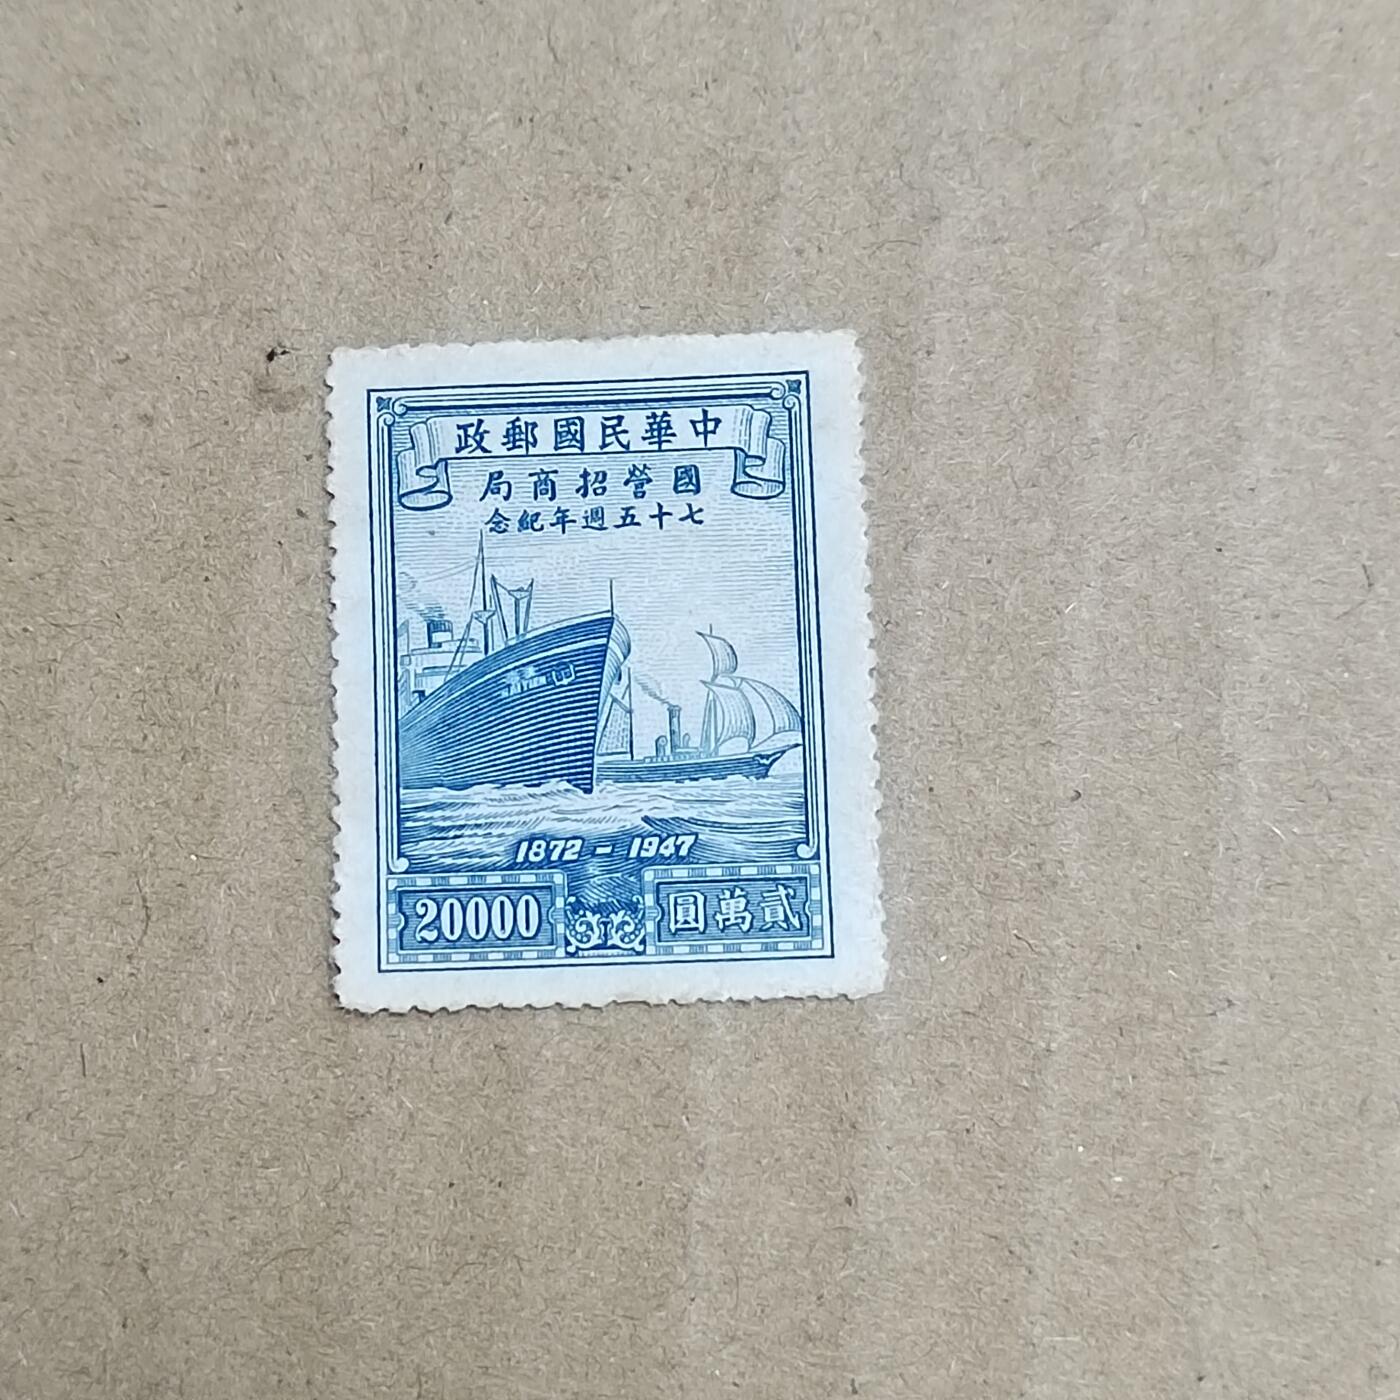 中華民國郵政
國營招商局
七十五週年紀念
1872 - 1947
20000
貳萬圓